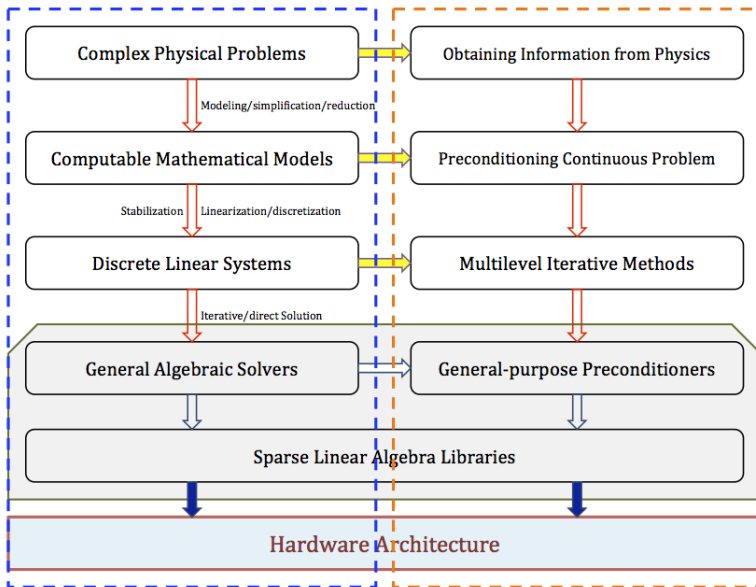 Complex Physical Problems
Obtaining Information from Physics
Modeling/simplification/reduction
Computable Mathematical Models
Preconditioning Continuous Problem
Stabilization
Linearization/discretization
Discrete Linear Systems
Multilevel Iterative Methods
Iterative/direct Solution
General Algebraic Solvers
General-purpose Preconditioners
Sparse Linear Algebra Libraries
Hardware Architecture